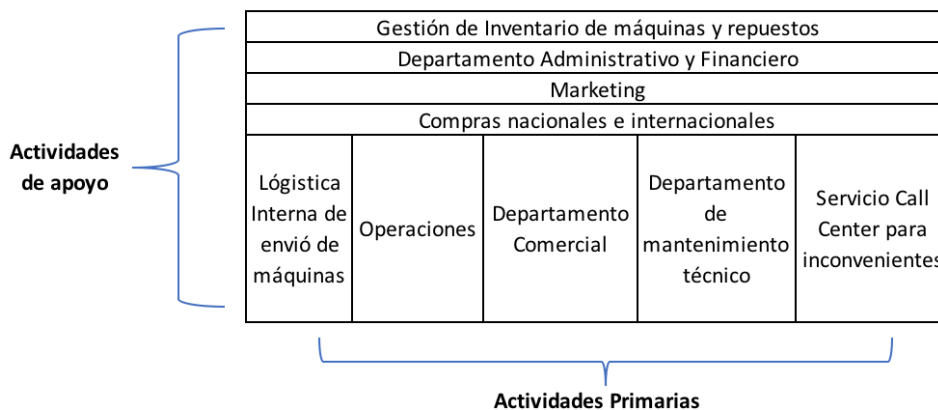 Gestión de Inventario de máquinas y repuestos
Departamento Administrativo y Financiero
Marketing
Compras nacionales e internacionales
Actividades
de apoyo
Lógistica
Interna de
envió de
máquinas
Operaciones
Departamento
Comercial
Departamento
de
mantenimiento
técnico
Servicio Call
Center para
inconvenientes
Actividades Primarias